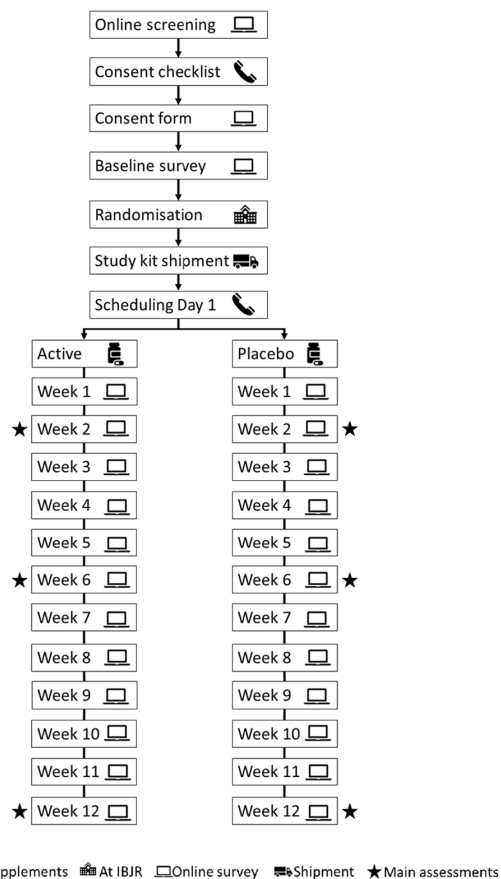 Online screening
Consent checklist
Consent form
Baseline survey
Randomisation
Study kit shipment
Scheduling Day 1
Active Placebo
Week 1 Week 1
Week 2 Week 2
Week 3 Week 3
Week 4 Week 4
Week 5 Week 5
Week 6 Week 6
Week 7 Week 7
Week 8 Week 8
Week 9 Week 9
Week 10 Week 10
Week 11 Week 11
Week 12 Week 12
pplements At IBJR Online survey Shipment Main assessments